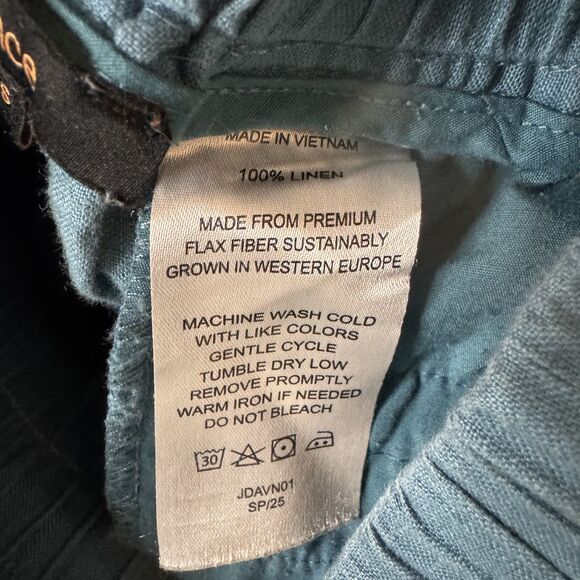 MADE IN VIETNAM
100% LINEN
MADE FROM PREMIUM
FLAX FIBER SUSTAINABLY
GROWN IN WESTERN EUROPE
MACHINE WASH COLD
WITH LIKE COLORS
GENTLE CYCLE
TUMBLE DRY LOW
REMOVE PROMPTLY
WARM IRON IF NEEDED
DO NOT BLEACH
30
JDAVN01
SP/25